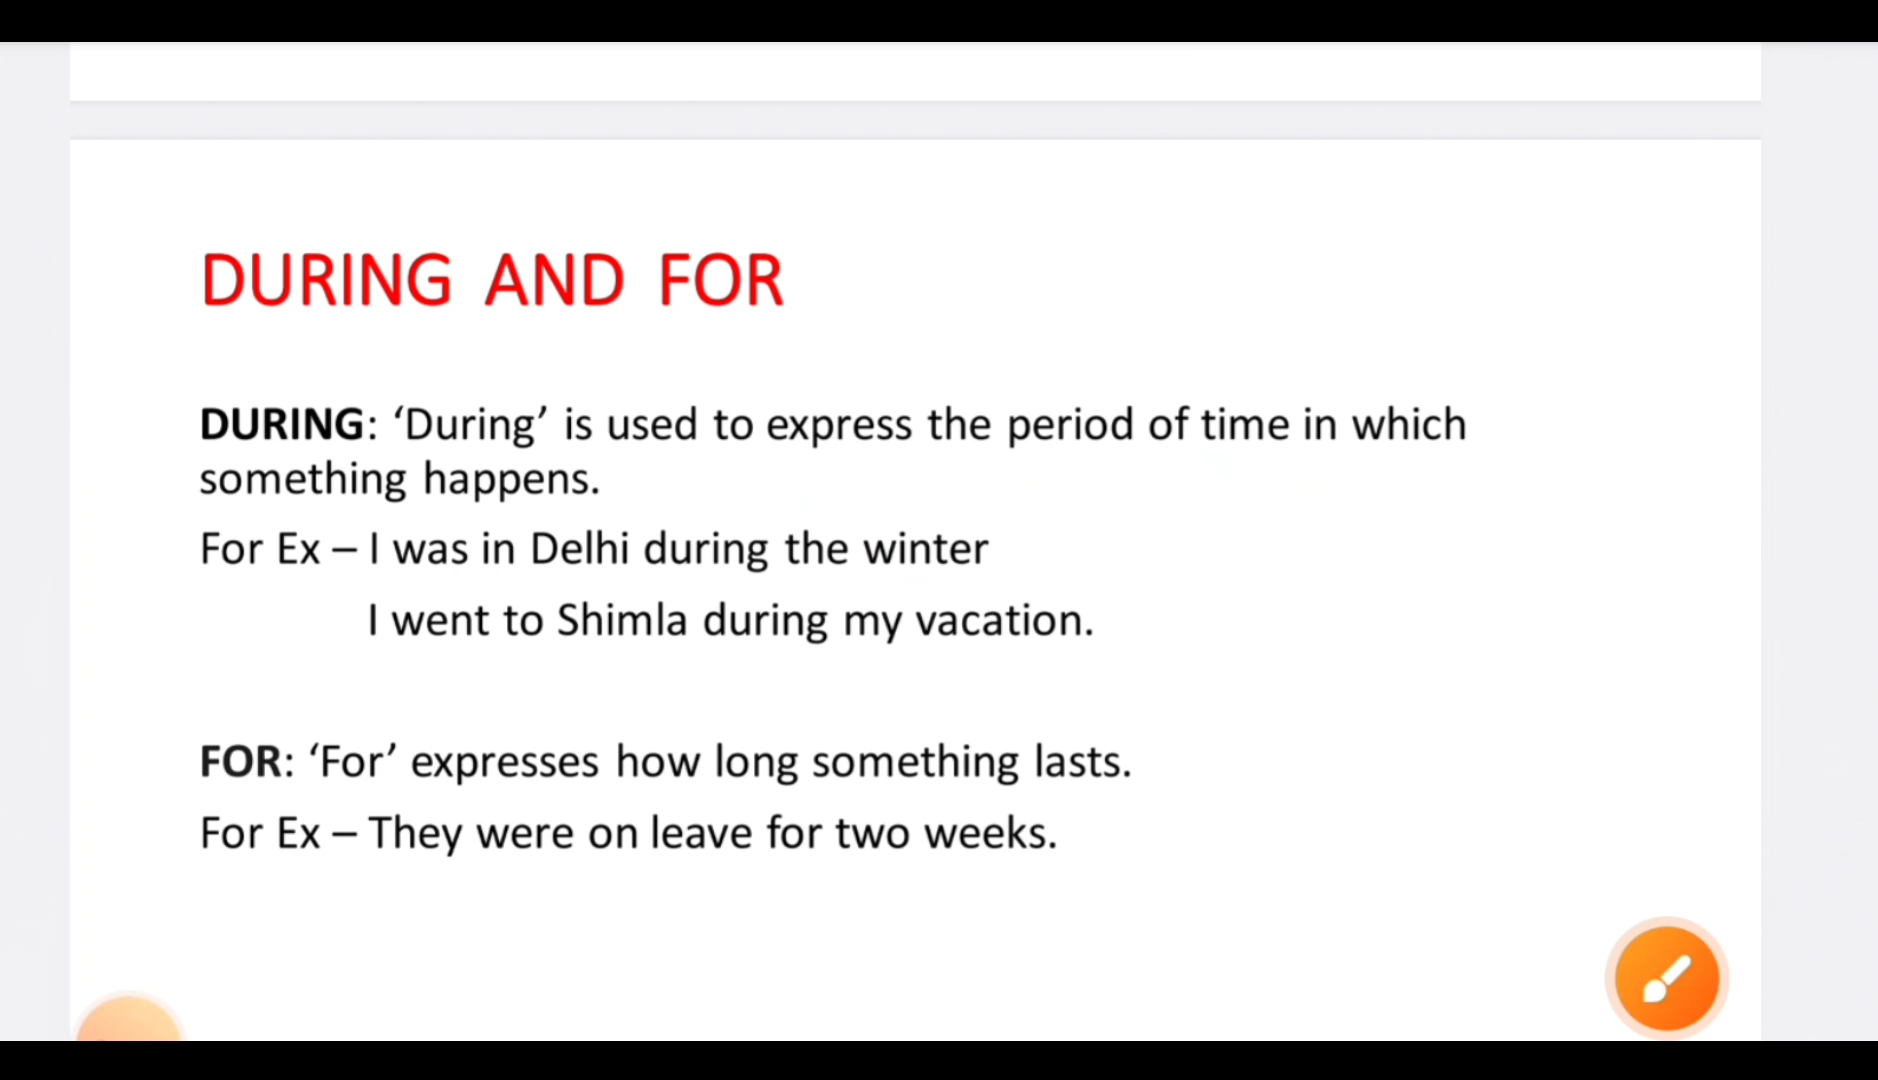 DURING AND FOR
DURING: ‘During’ is used to express the period of time in which
something happens.
For Ex – I was in Delhi during the winter
I went to Shimla during my vacation.
FOR: ‘For’ expresses how long something lasts.
For Ex – They were on leave for two weeks.